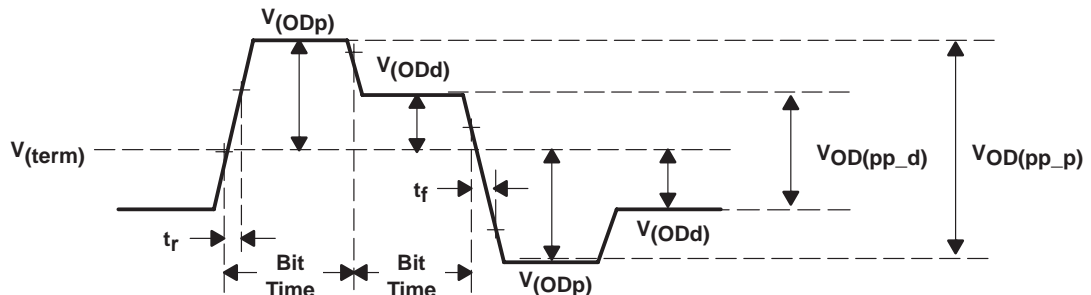 V(ODp)
V(ODd)
V(term)
VOD(pp_d)
VOD(pp_p)
tf
V(ODd)
tr
Bit
Time
Bit
Time
V(ODp)